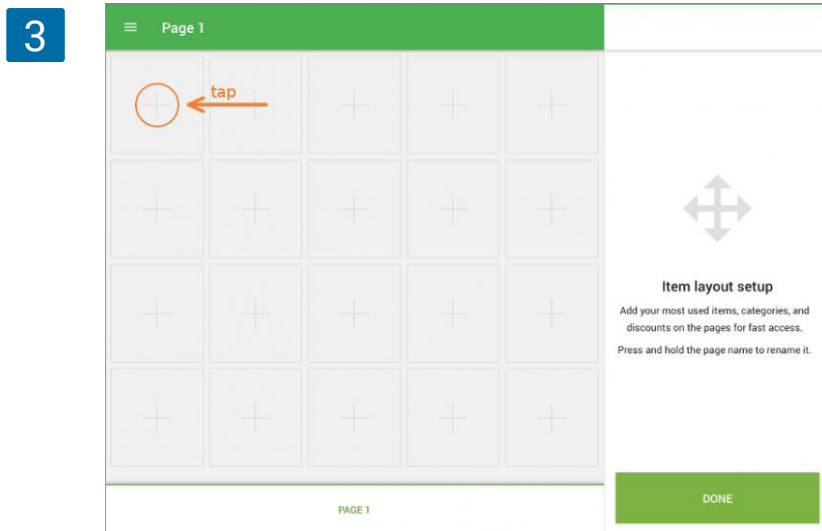 3
Page 1
tap
Item layout setup
Add your most used items, categories, and
discounts on the pages for fast access.
Press and hold the page name to rename it.
DONE
PAGE 1